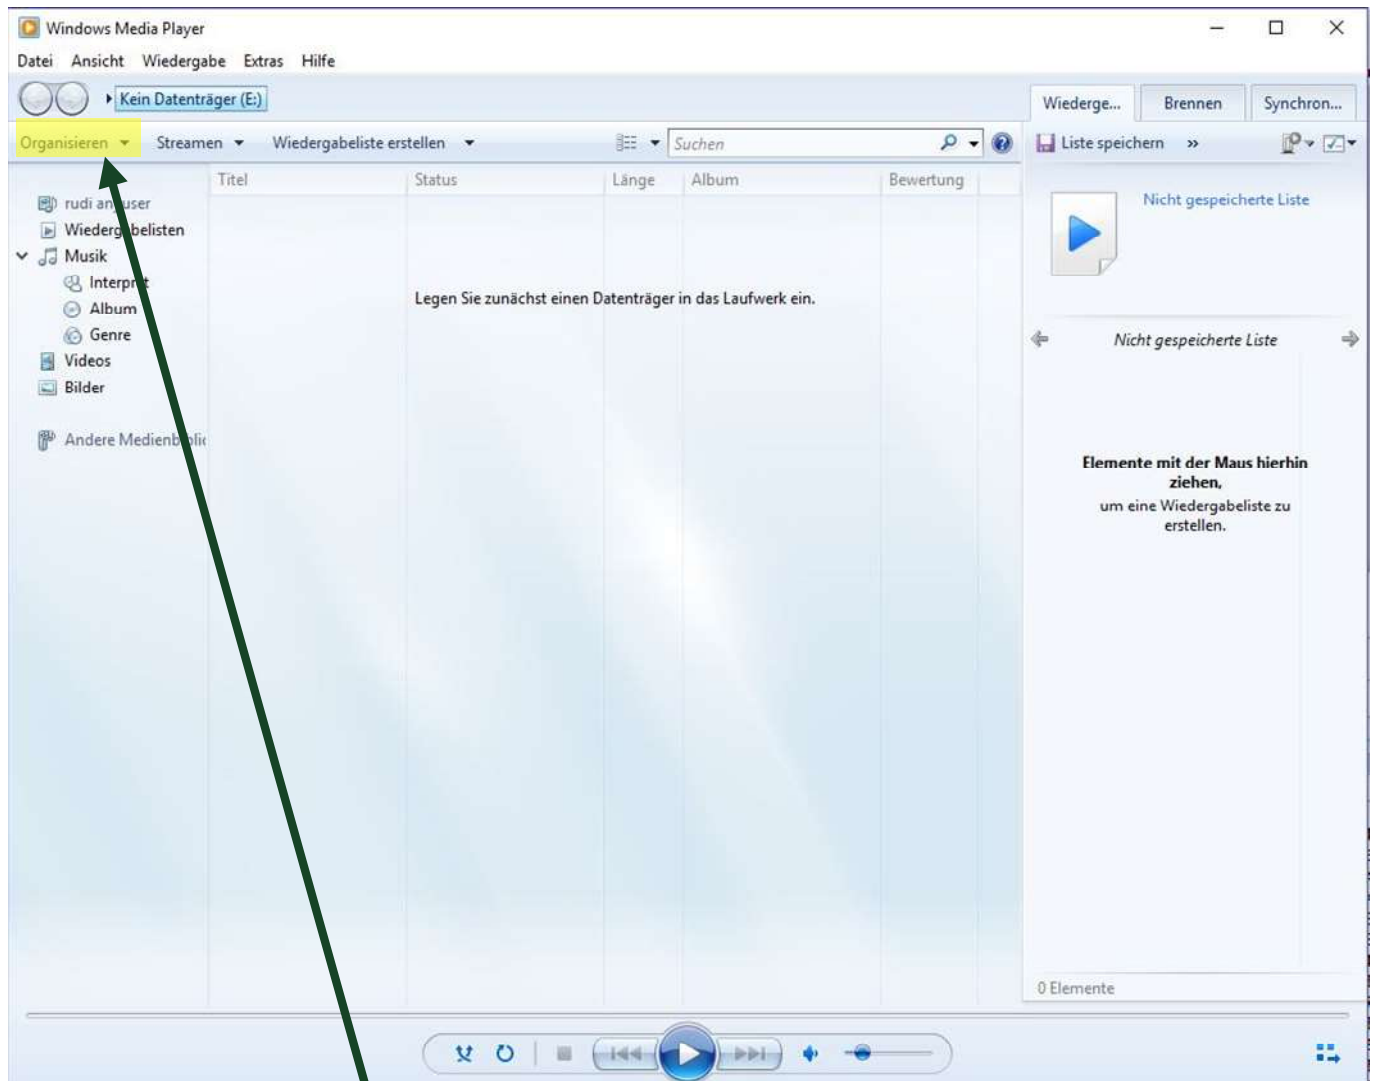 Windows Media Player
Datei Ansicht Wiedergabe Extras Hilfe
Kein Datenträger (E:)
Wiederge... Brennen Synchron...
Organisieren Streamen Wiedergabeliste erstellen Suchen Liste speichern »
Titel Status Länge Album Bewertung
Nicht gespeicherte Liste
rudi
Wiedergabelisten
Musik
Interpret
Legen Sie zunächst einen Datenträger in das Laufwerk ein.
Album
Genre
Nicht gespeicherte Liste
Videos
Bilder
Andere
Elemente mit der Maus hierhin
ziehen,
um eine Wiedergabeliste zu
erstellen.
0 Elemente